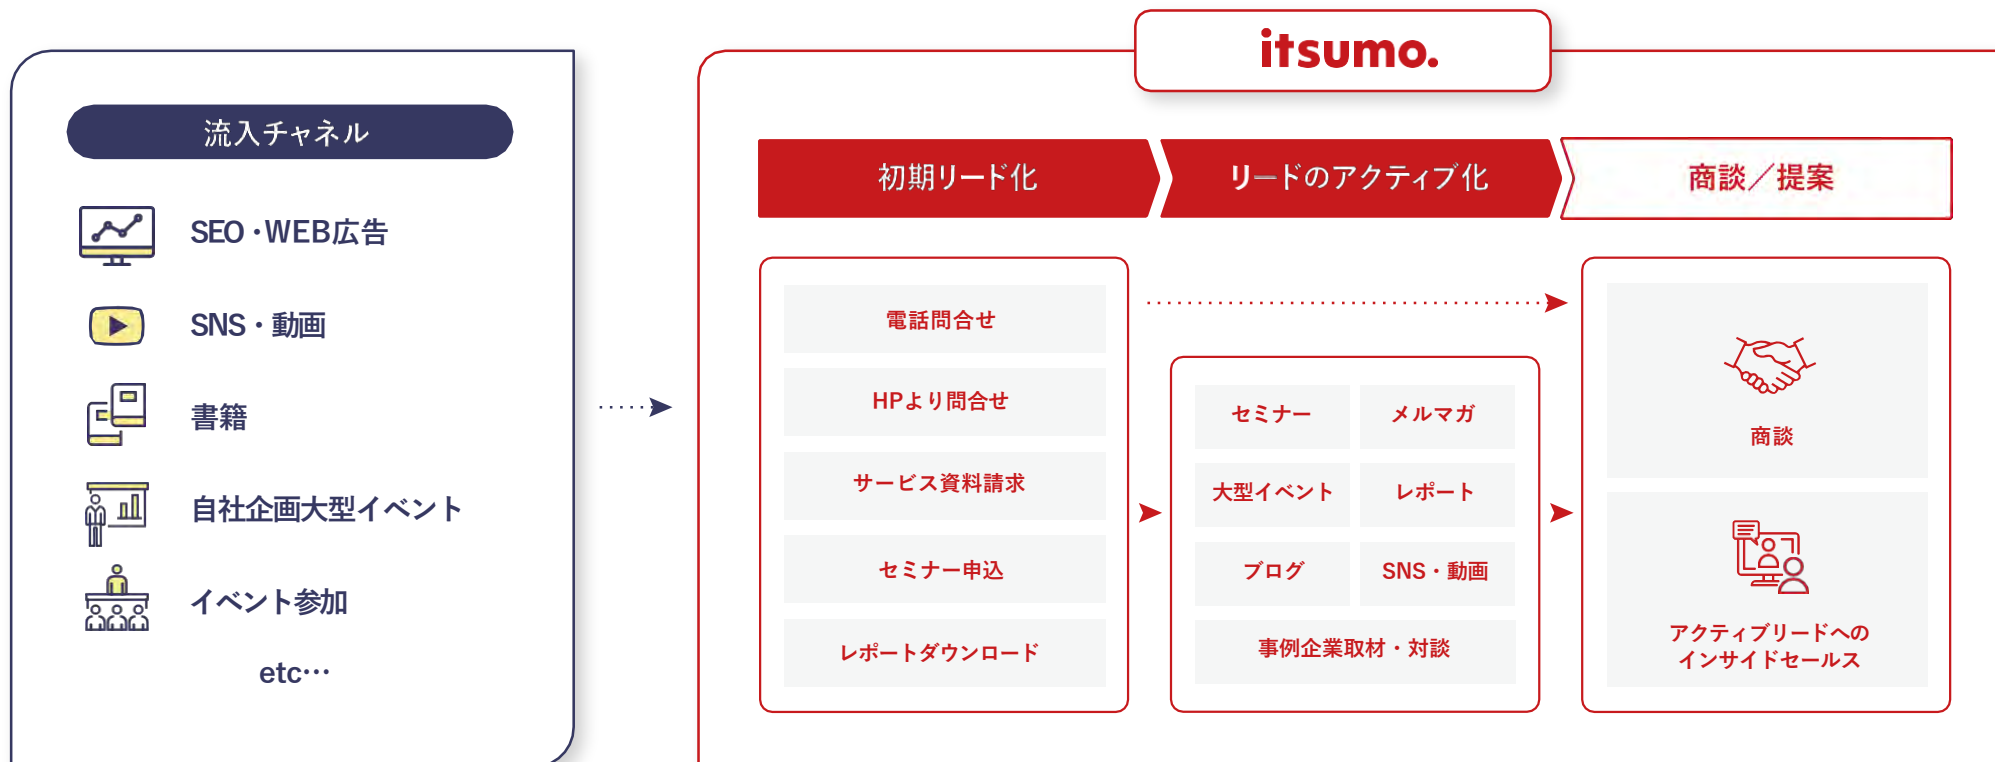 itsumo.
流入チャネル
SEO・WEB広告
SNS・動画
書籍
自社企画大型イベント
イベント参加
etc…
初期リード化
リードのアクティブ化
商談／提案
電話問合せ
HPより問合せ
サービス資料請求
セミナー申込
レポートダウンロード
セミナー
メルマガ
大型イベント
レポート
ブログ
SNS・動画
事例企業取材・対談
商談
アクティブリードへの
インサイドセールス